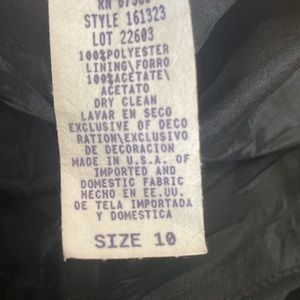 RN
STYLE 161323
LOT 22603
100%POLYESTER
LINING\FORRO
100%ACETATE\
ACETATO
DRY CLEAN
LAVAR EN SECO
EXCLUSIVE OF DECO
RATION\EXCLUSIVO
DE DECORACION
MADE IN U.S.A. OF
IMPORTED AND
DOMESTIC FABRIC
HECHO EN EE.UU.
DE TELA IMPORTADA
Y DOMESTICA
SIZE 10